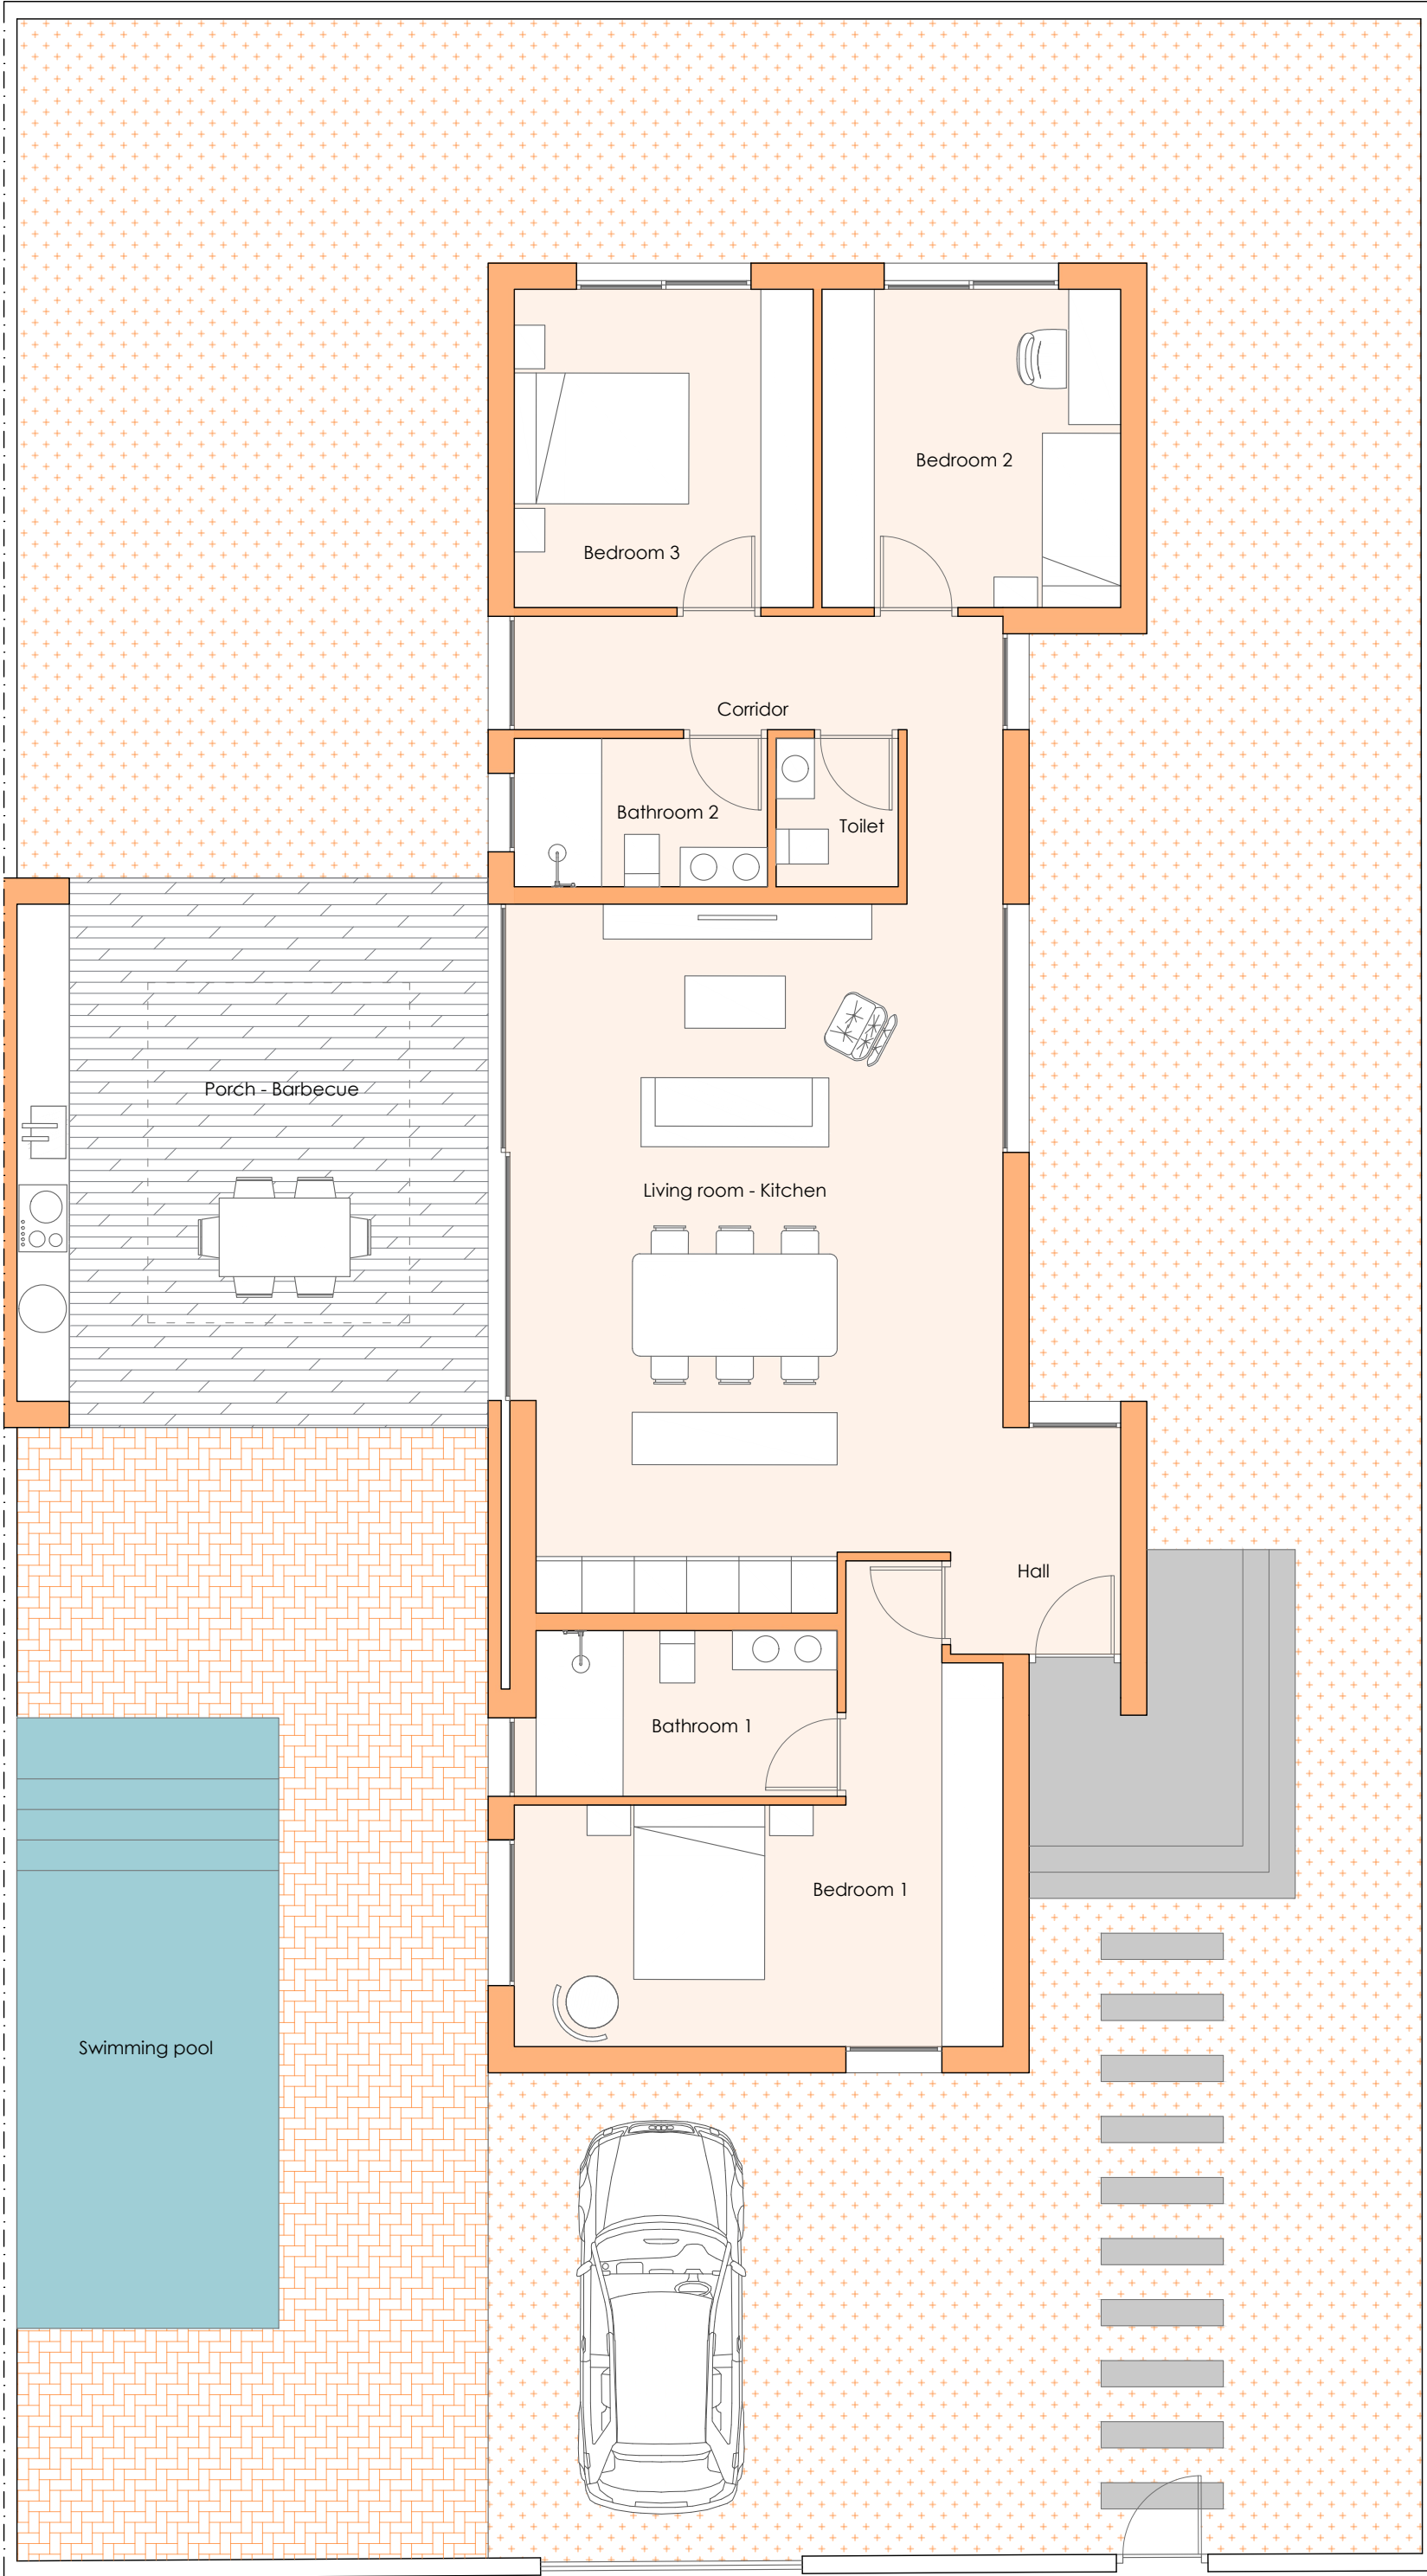 Bedroom 2
Bedroom 3
Corridor
Bathroom 2
Toilet
Porch - Barbecue
Living room - Kitchen
Hall
Bathroom 1
Bedroom 1
Swimming pool